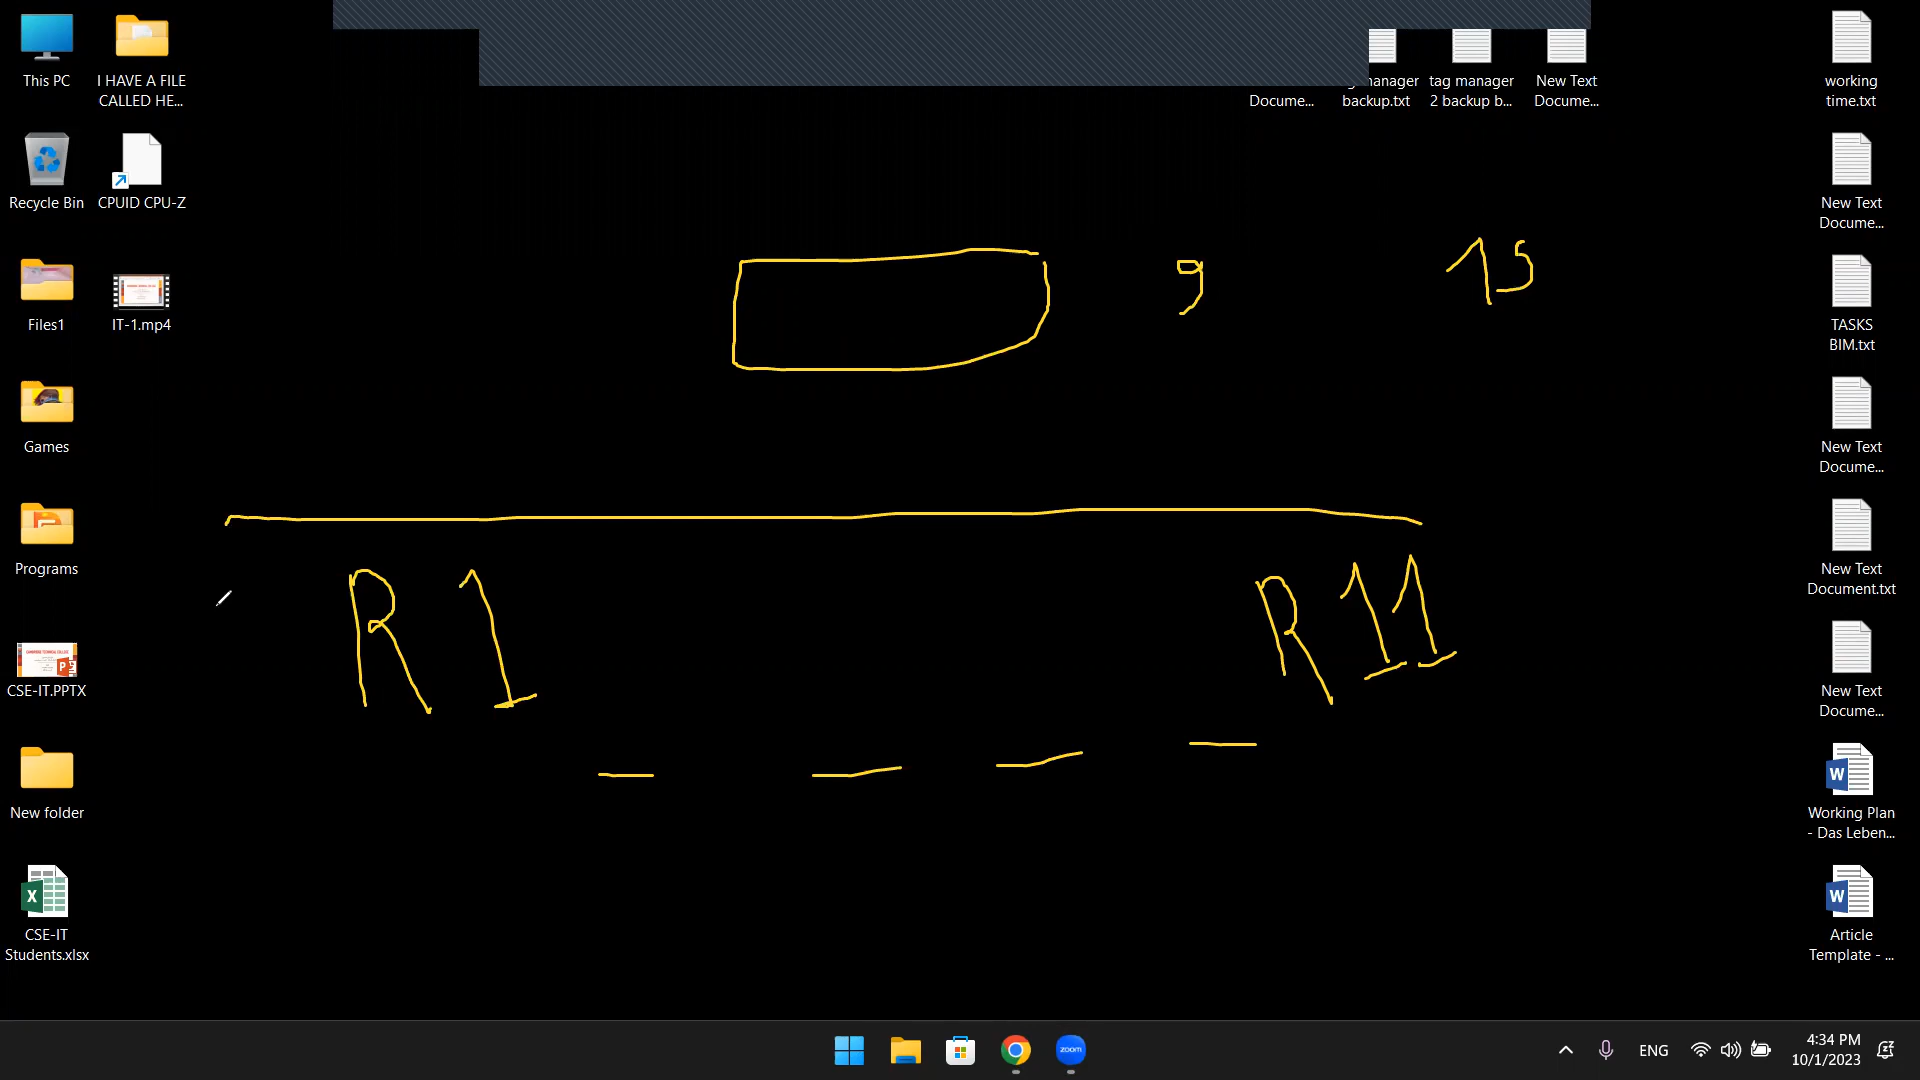 This PC
I HAVE A FILE
CALLED HE...
anager
backup.txt
tag manager
2 backup b...
New Text
Docume...
Docume...
working
time.txt
Recycle Bin
CPUID CPU-Z
New Text
Docume...
9
15
Files1
IT-1.mp4
TASKS
BIM.txt
Games
New Text
Docume...
Programs
New Text
Document.txt
R1
R11
CSE-IT.PPTX
New Text
Docume...
New folder
Working Plan
- Das Leben...
CSE-IT
Students.xlsx
Article
Template - ...
zoom
ENG
4:34 PM
10/1/2023